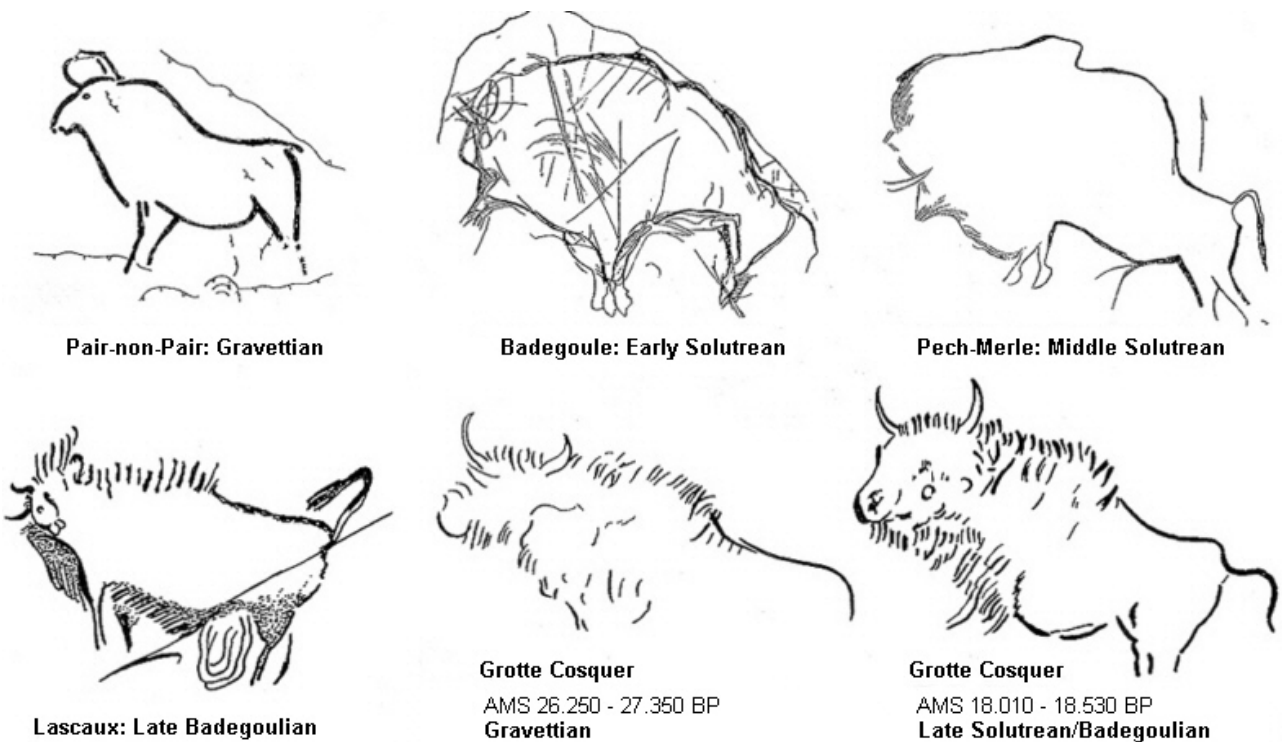 Pair-non-Pair: Gravettian
Badegoule: Early Solutrean
Pech-Merle: Middle Solutrean
Lascaux: Late Badegoulian
Grotte Cosquer
AMS 26.250 - 27.350 BP
Gravettian
Grotte Cosquer
AMS 18.010 - 18.530 BP
Late Solutrean/Badegoulian